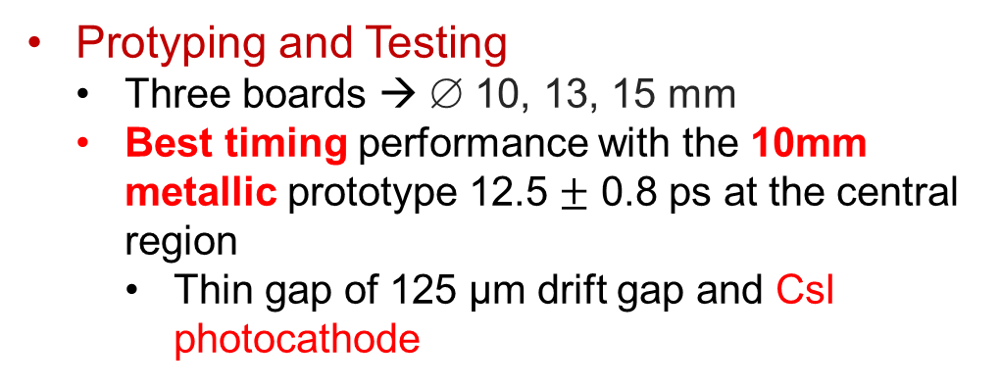 • Protyping and Testing
• Three boards → ∅ 10, 13, 15 mm
• Best timing performance with the 10mm
metallic prototype 12.5 ± 0.8 ps at the central
region
• Thin gap of 125 µm drift gap and CsI
photocathode